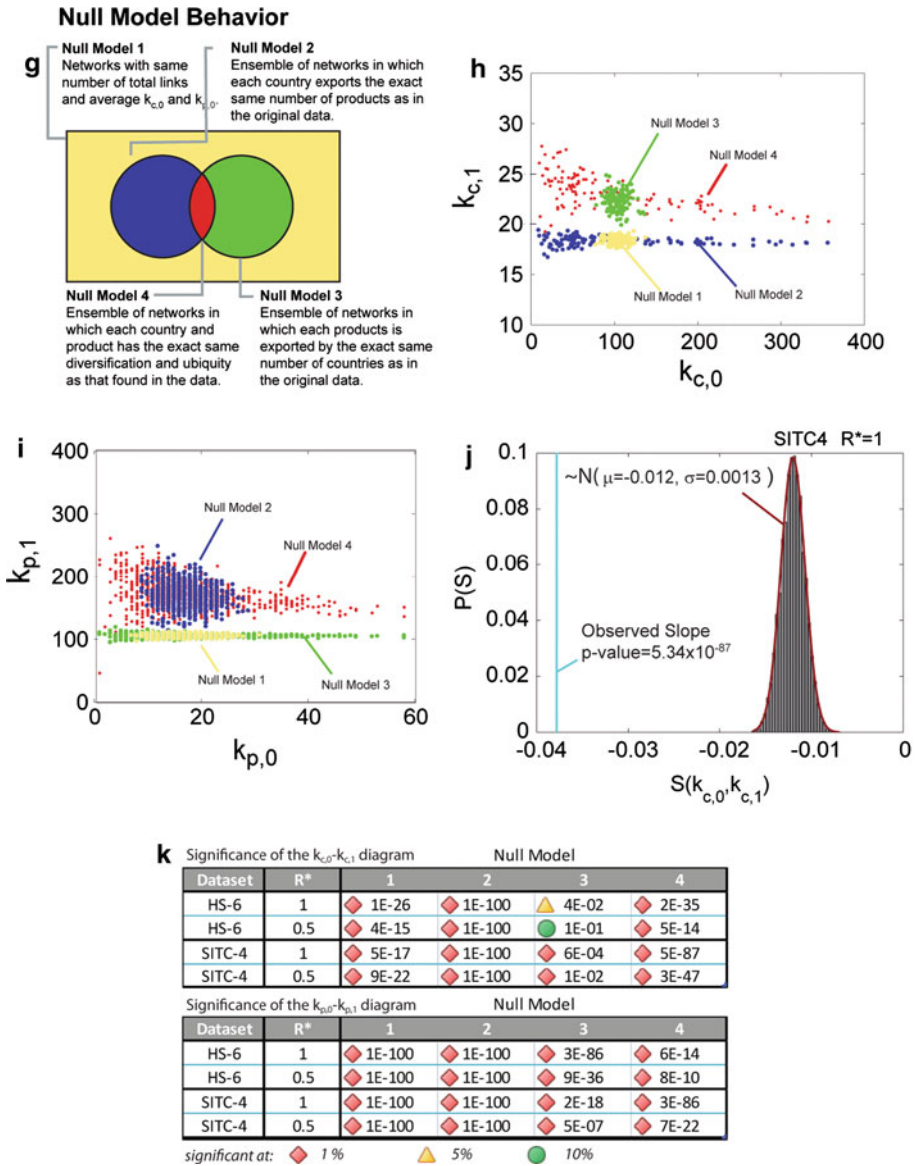 Null Model Behavior
g
Null Model 1
Networks with same
number of total links
and average kc,0 and kp,0.
Null Model 2
Ensemble of networks in which
each country exports the exact
same number of products as in
the original data.
Null Model 4
Ensemble of networks in
which each country and
product has the exact same
diversification and ubiquity
as that found in the data.
Null Model 3
Ensemble of networks in
which each products is
exported by the exact same
number of countries as in
the original data.
h
35
30
25
20
15
10
kc,1
Null Model 3
Null Model 4
Null Model 1
Null Model 2
0 100 200 300 400
kc,0
i
400
300
200
100
0
kp,1
Null Model 2
Null Model 4
Null Model 1
Null Model 3
0 20 40 60
kp,0
j
SITC4 R*=1
0.1
0.08
0.06
0.04
0.02
0
P(S)
~N( μ=-0.012, σ=0.0013 )
Observed Slope
p-value=5.34x10-87
-0.04 -0.03 -0.02 -0.01 0
S(kc,0,kc,1)
k
Significance of the kc,0-kc,1 diagram Null Model
Dataset R* 1 2 3 4
HS-6 1 1E-26 1E-100 4E-02 2E-35
HS-6 0.5 4E-15 1E-100 1E-01 5E-14
SITC-4 1 5E-17 1E-100 6E-04 5E-87
SITC-4 0.5 9E-22 1E-100 1E-02 3E-47
Significance of the kp,0-kp,1 diagram Null Model
Dataset R* 1 2 3 4
HS-6 1 1E-100 1E-100 3E-86 6E-14
HS-6 0.5 1E-100 1E-100 9E-36 8E-10
SITC-4 1 1E-100 1E-100 2E-18 3E-86
SITC-4 0.5 1E-100 1E-100 5E-07 7E-22
significant at: 1% 5% 10%